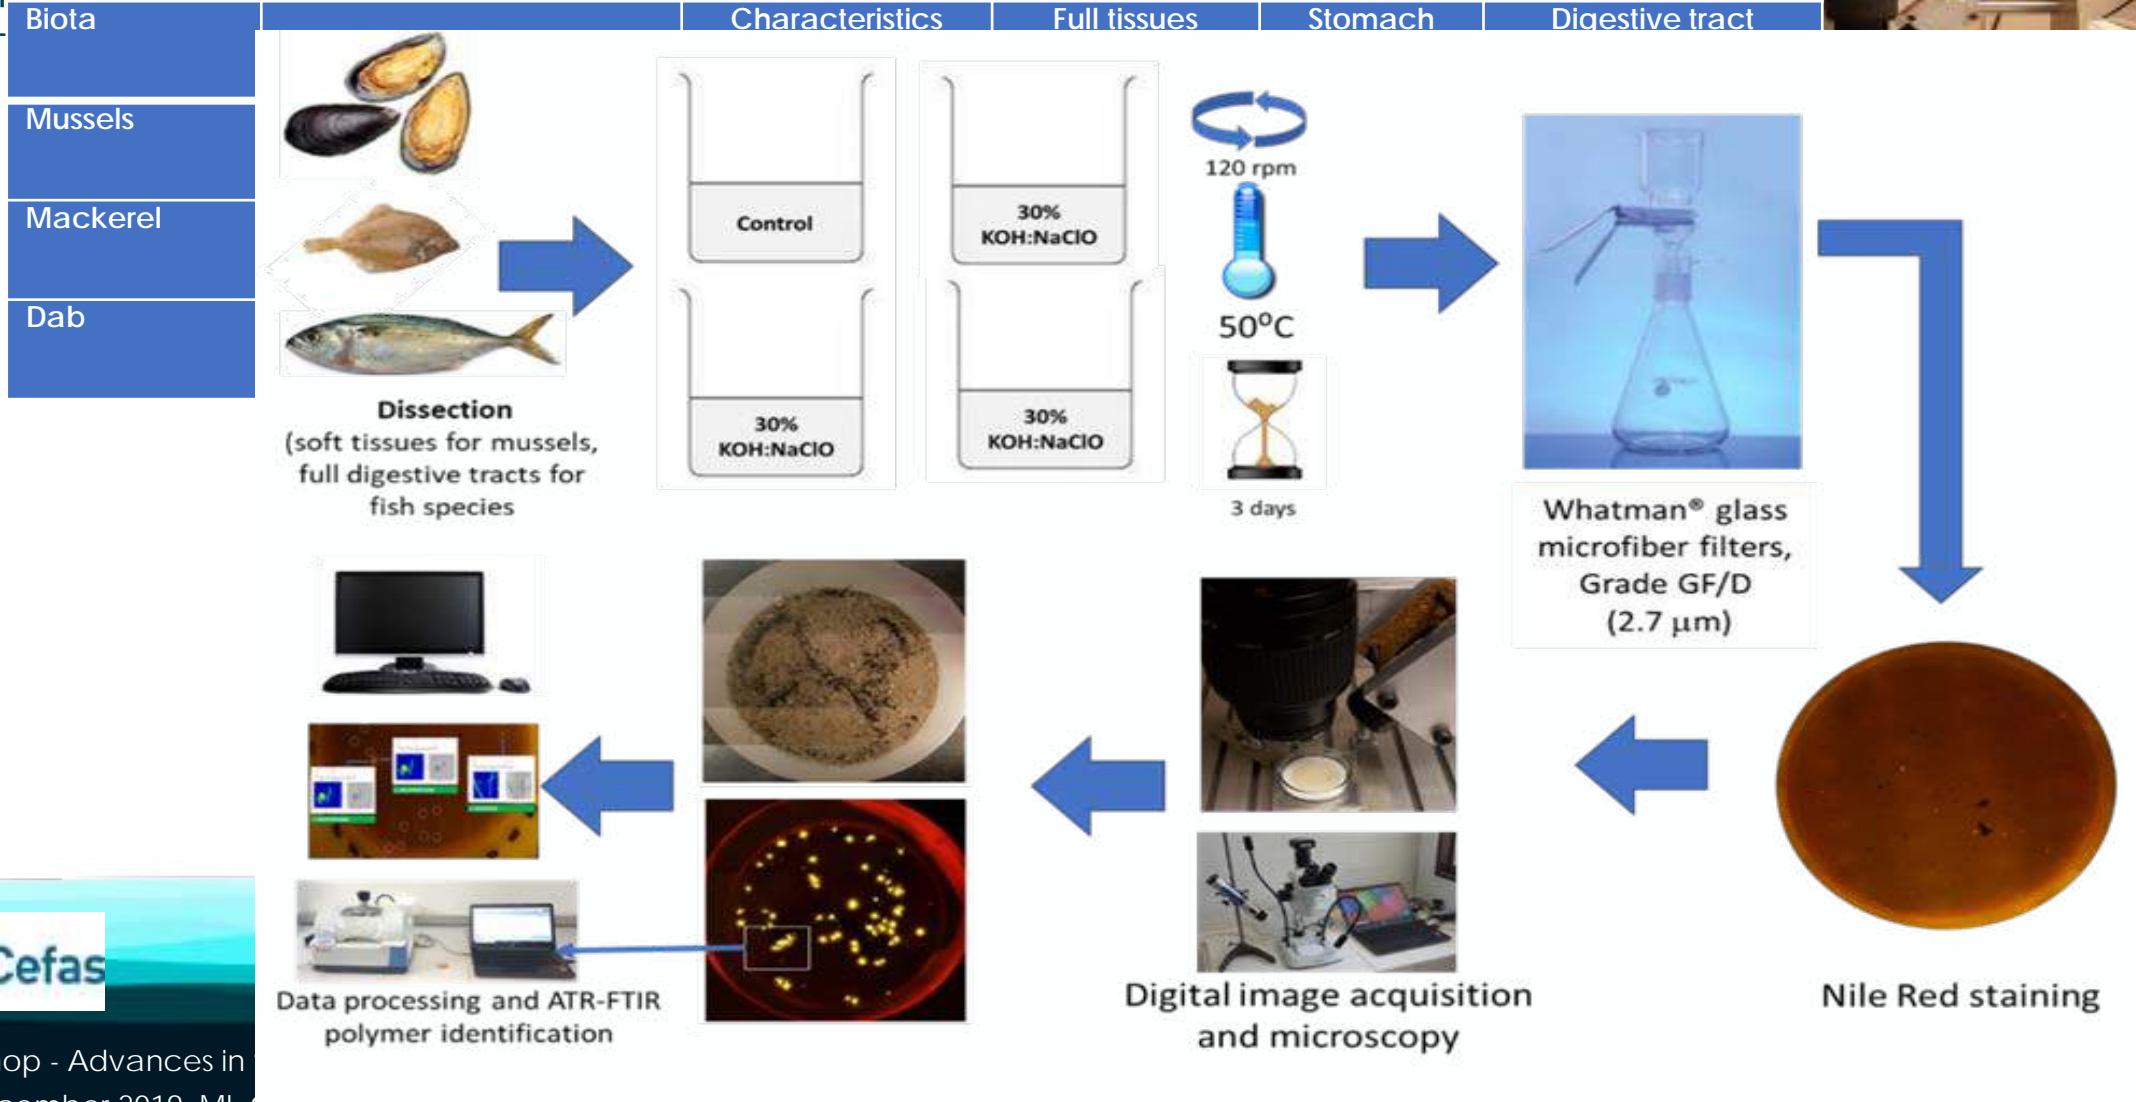 Biota
Characteristics
Full tissues
Stomach
Digestive tract
Mussels
Mackerel
Dab
Dissection
(soft tissues for mussels,
full digestive tracts for
fish species
Control
30%
KOH:NaClO
30%
KOH:NaClO
30%
KOH:NaClO
120 rpm
50°C
3 days
Whatman® glass
microfiber filters,
Grade GF/D
(2.7 µm)
Nile Red staining
Digital image acquisition
and microscopy
Data processing and ATR-FTIR
polymer identification
Cefas
op - Advances in